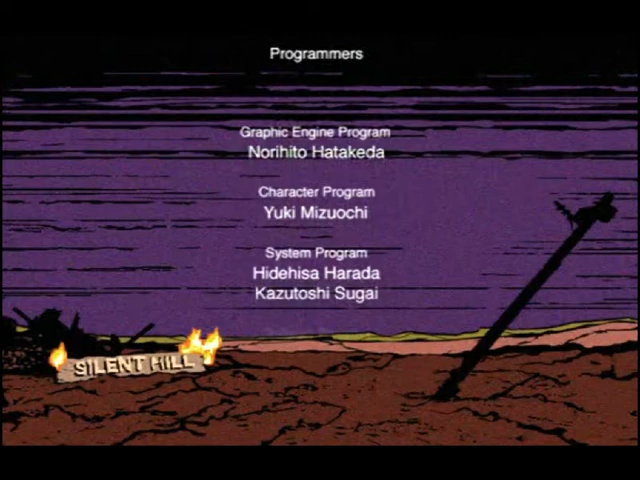 Programmers
Graphic Engine Program
Norihito Hatakeda
Character Program
Yuki Mizuochi
System Program
Hidehisa Harada
Kazutoshi Sugai
SILENT HILL